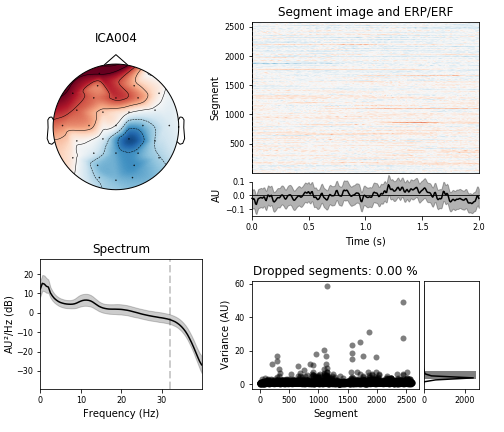 ICA004
Segment image and ERP/ERF
2500
2000
1500
1000
500
Segment
0.1
0.0
−0.1
AU
0.0 0.5 1.0 1.5 2.0
Time (s)
Spectrum
20
10
0
−10
−20
−30
AU²/Hz (dB)
0 10 20 30
Frequency (Hz)
Dropped segments: 0.00 %
60
40
20
0
Variance (AU)
0 500 1000 1500 2000 2500
Segment
0 2000